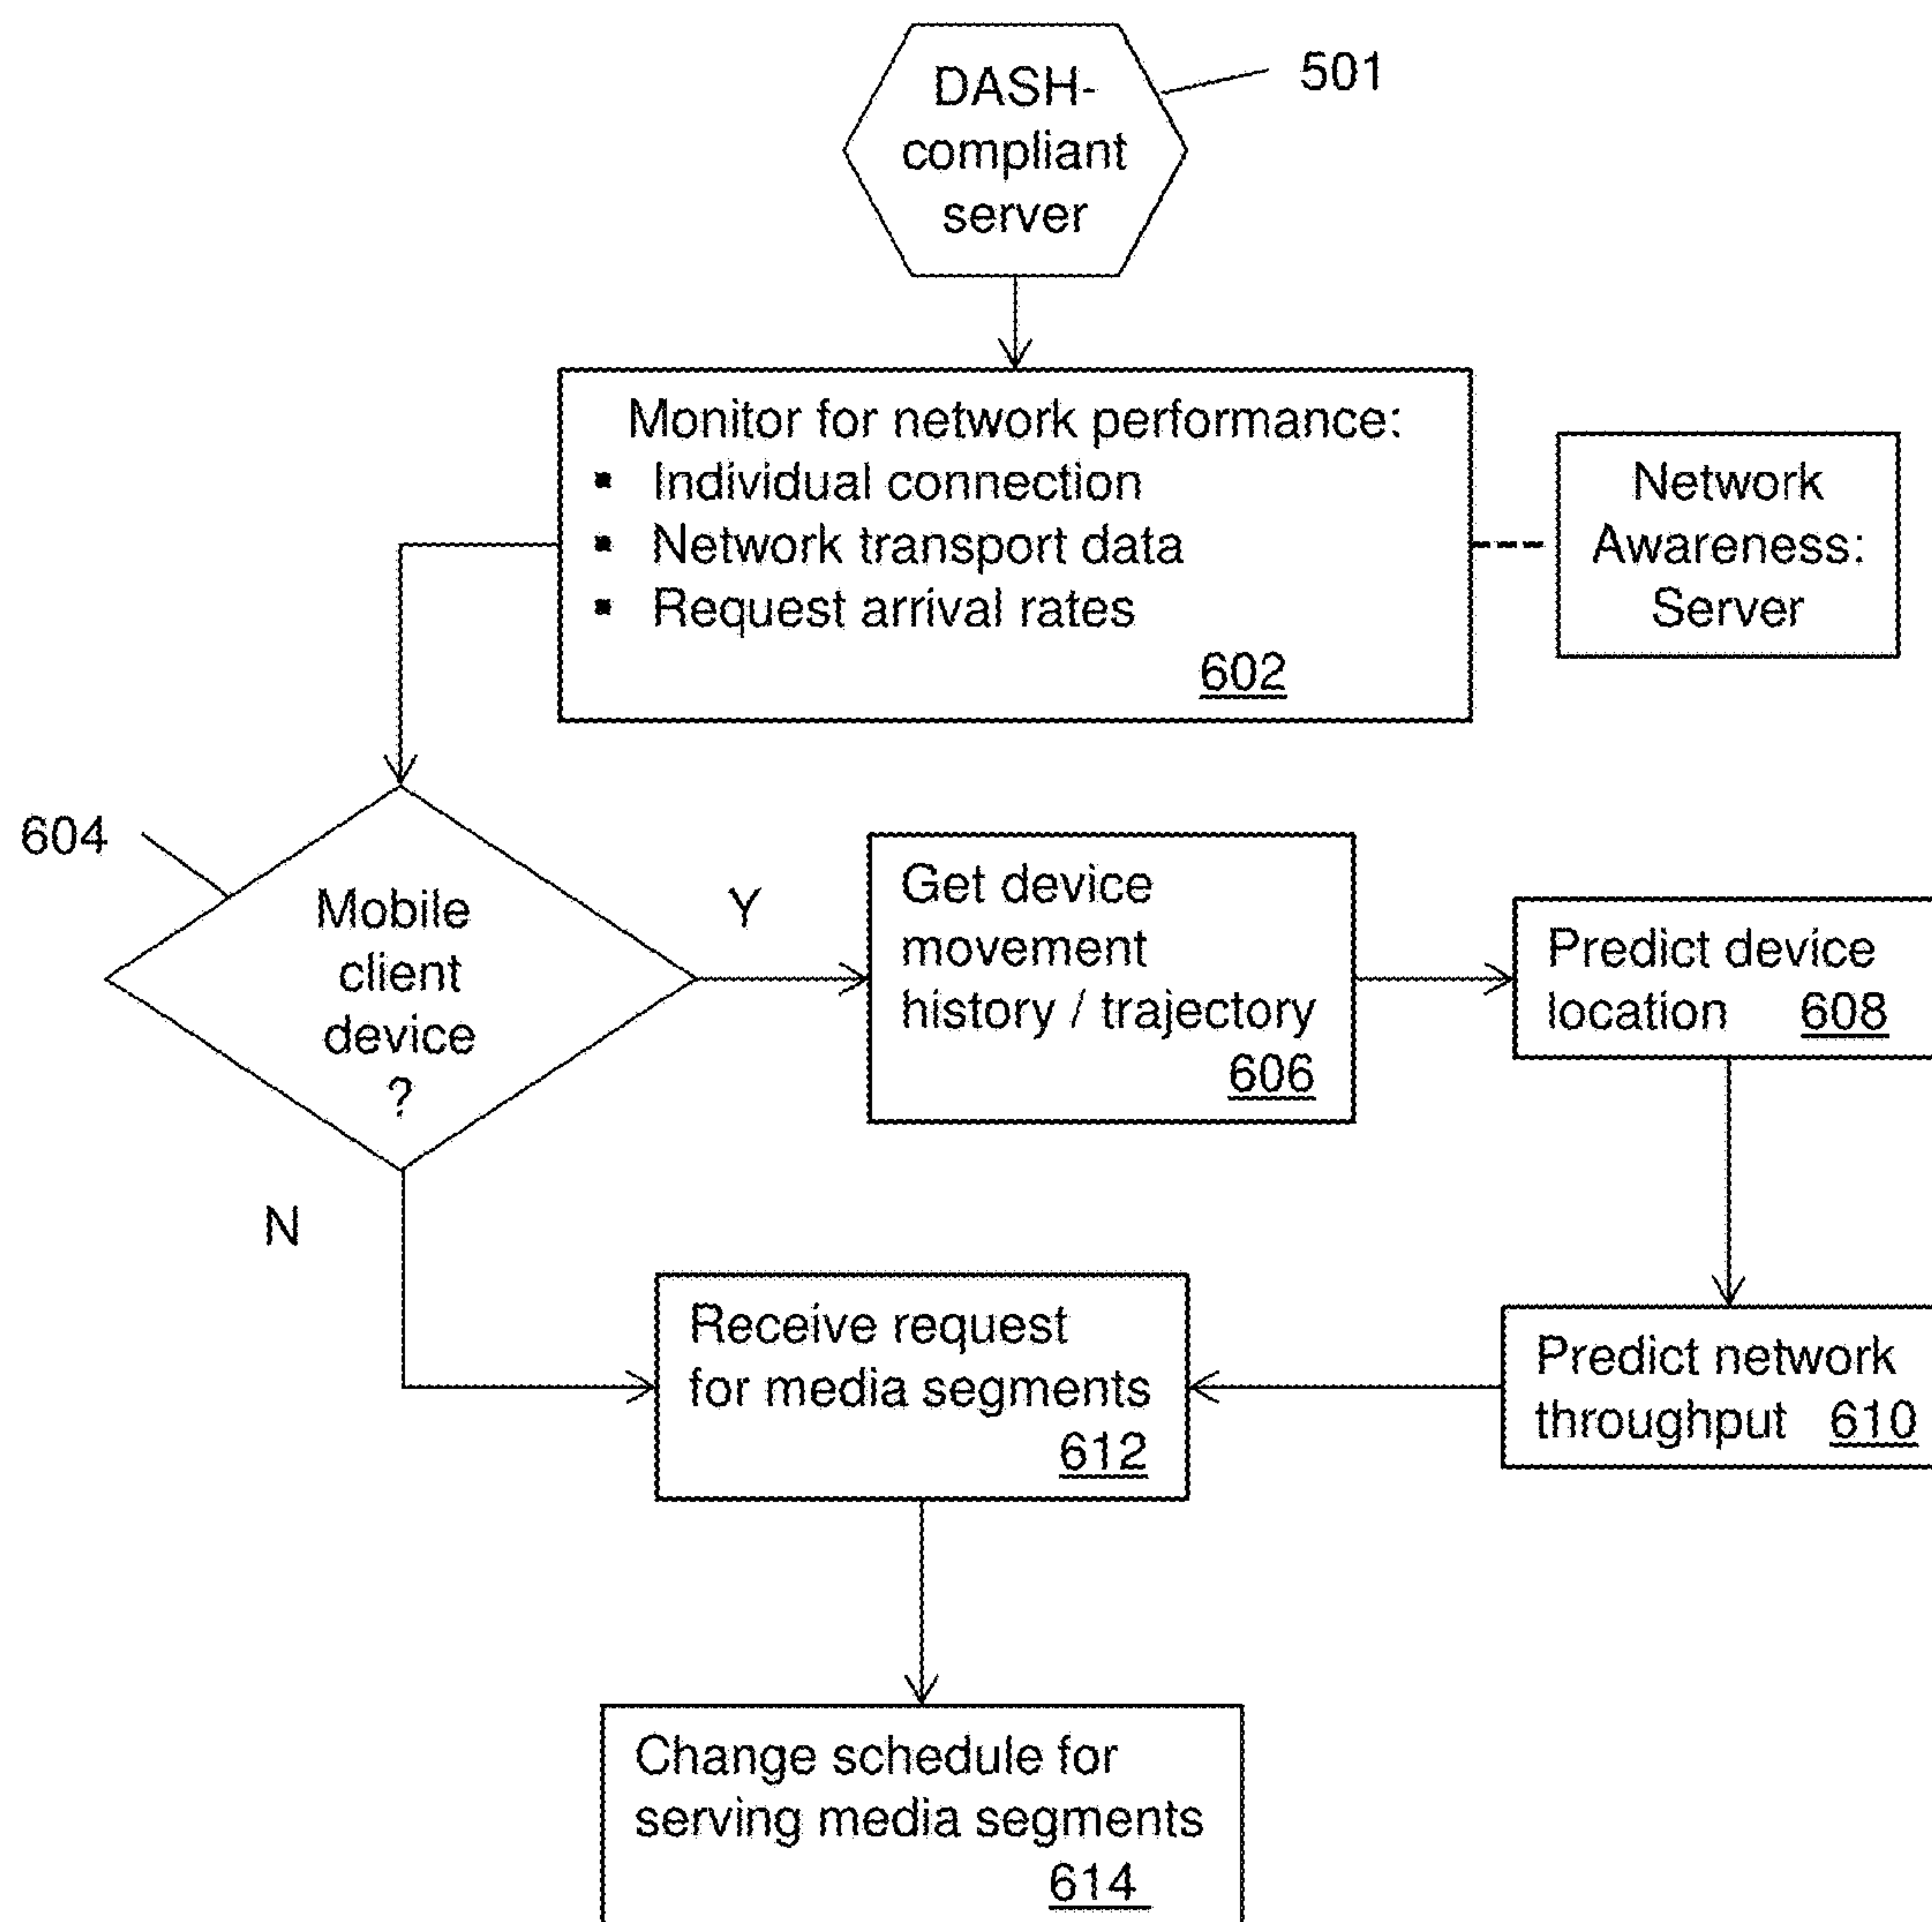 DASH-
compliant
server
501
Monitor for network performance:
▪ Individual connection
▪ Network transport data
▪ Request arrival rates
602
Network
Awareness:
Server
604
Mobile
client
device
?
Y
Get device
movement
history / trajectory
606
Predict device
location 608
N
Receive request
for media segments
612
Predict network
throughput 610
Change schedule for
serving media segments
614